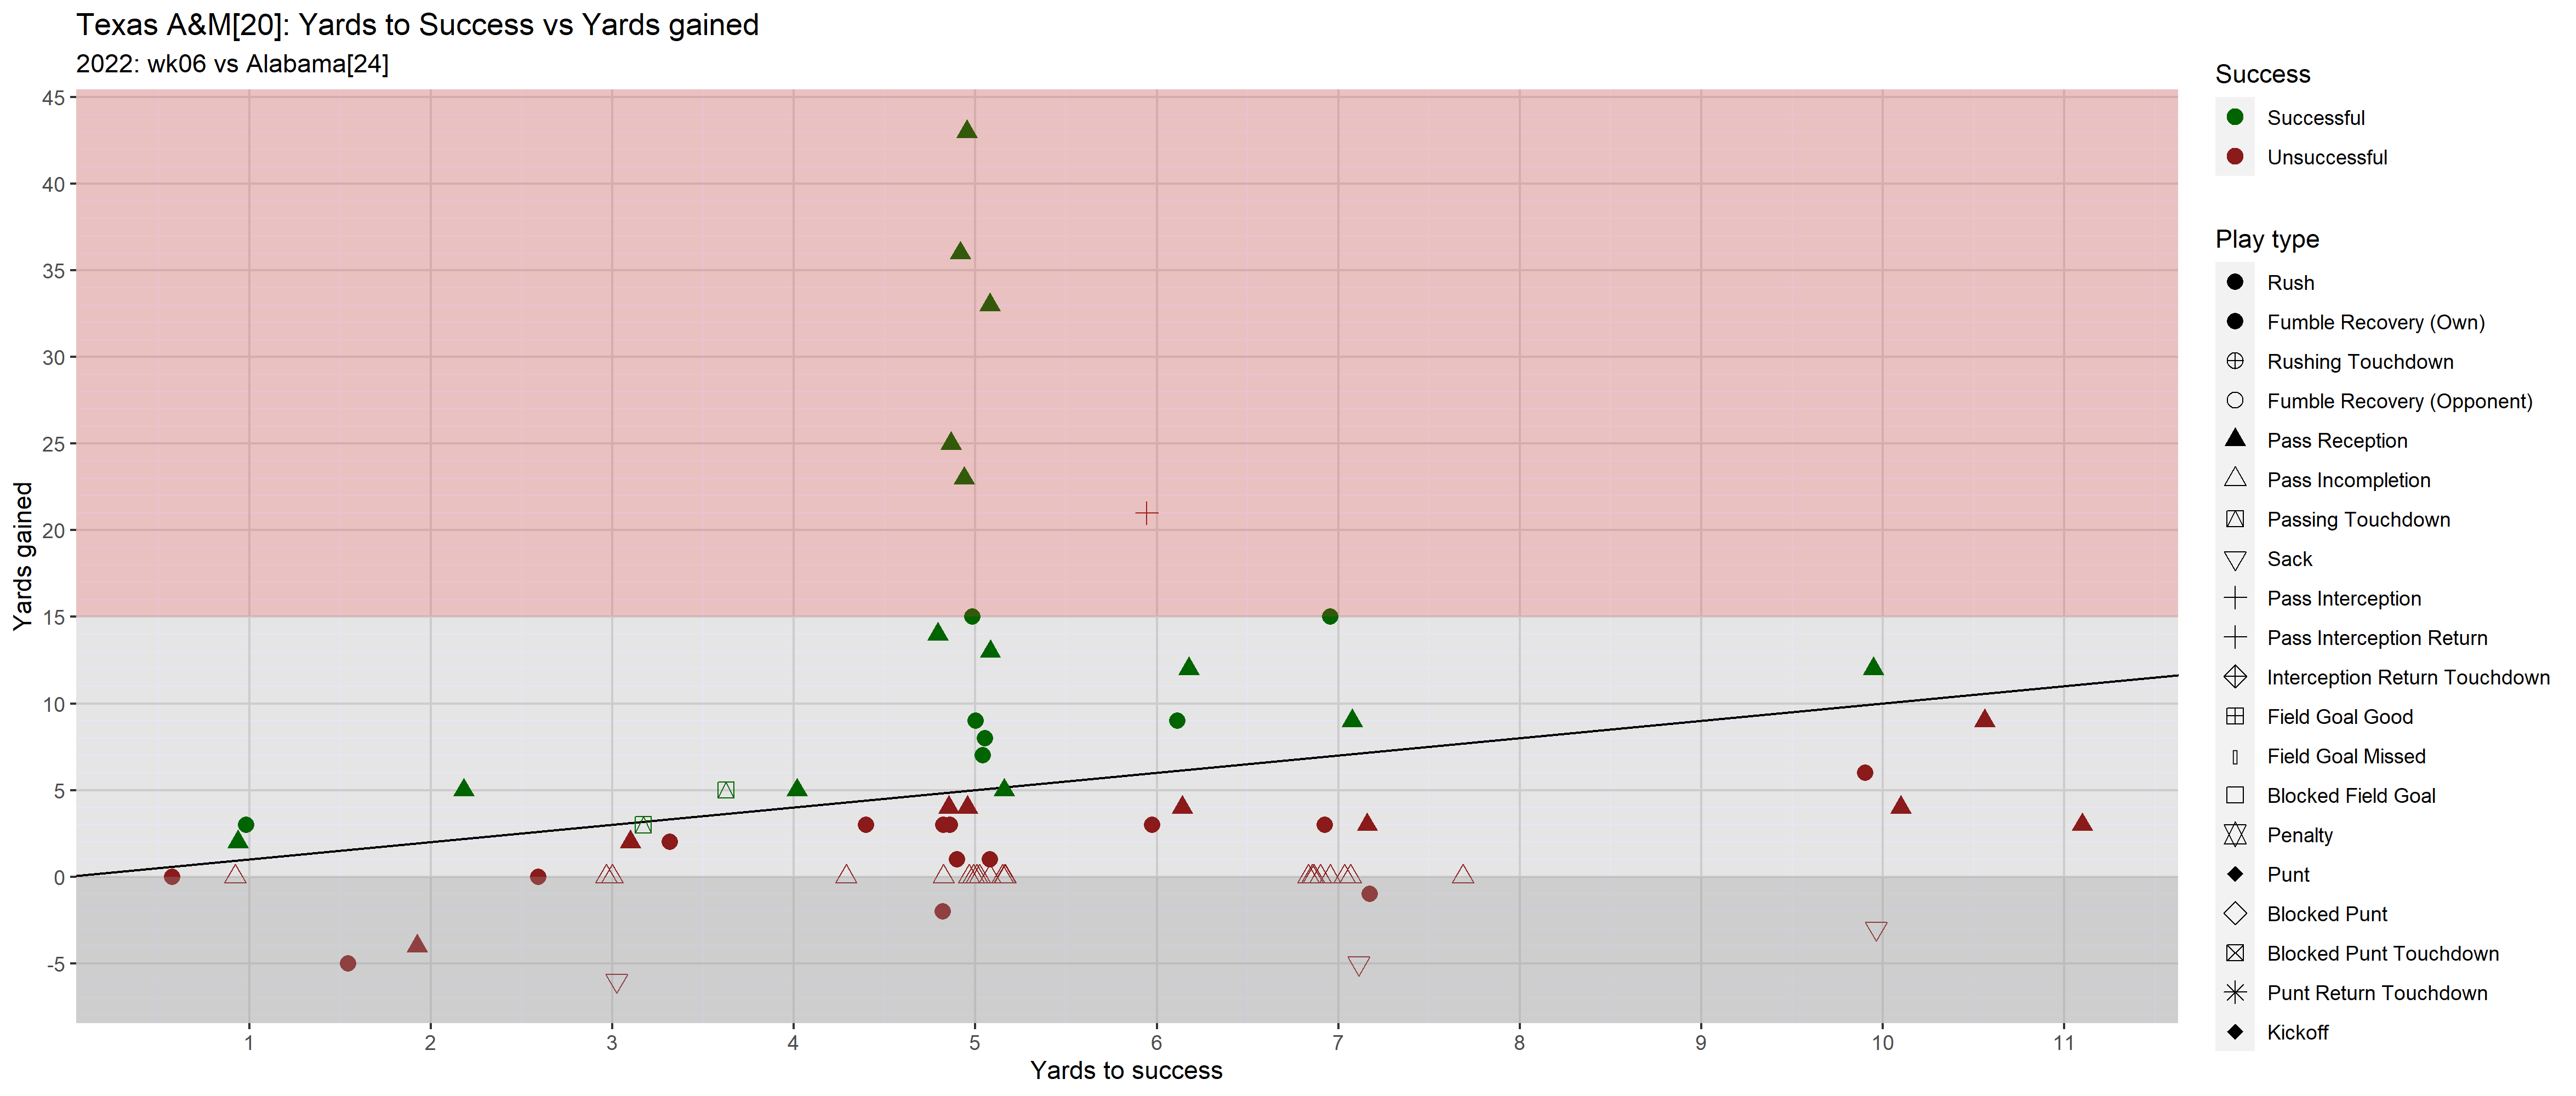 Texas A&M[20]: Yards to Success vs Yards gained
2022: wk06 vs Alabama[24]
45
40
35
30
25
20
15
10
5
0
-5
Yards gained
1 2 3 4 5 6 7 8 9 10 11
Yards to success
Success
Successful
Unsuccessful
Play type
Rush
Fumble Recovery (Own)
Rushing Touchdown
Fumble Recovery (Opponent)
Pass Reception
Pass Incompletion
Passing Touchdown
Sack
Pass Interception
Pass Interception Return
Interception Return Touchdown
Field Goal Good
Field Goal Missed
Blocked Field Goal
Penalty
Punt
Blocked Punt
Blocked Punt Touchdown
Punt Return Touchdown
Kickoff